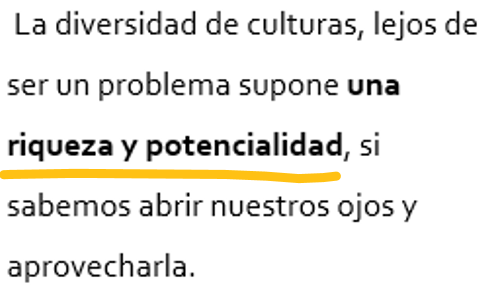 La diversidad de culturas, lejos de
ser un problema supone una
riqueza y potencialidad, si
sabemos abrir nuestros ojos y
aprovecharla.